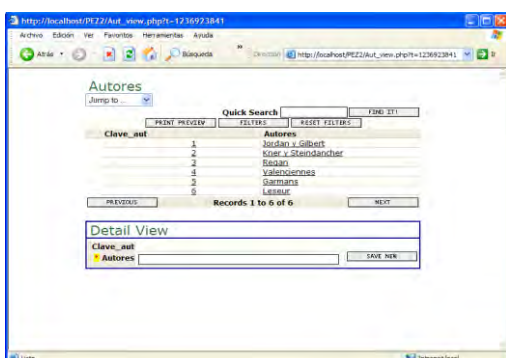 http://localhost/PEZ2/Aut_view.php?t=1236923841
Archivo Edición Ver Favoritos Herramientas Ayuda
Atrás Búsqueda » Dirección http://localhost/PEZ2/Aut_view.php?t=1236923841 Ir
Autores
Jump to ...
Quick Search FIND IT!
PRINT PREVIEW FILTERS RESET FILTERS
Clave_aut Autores
1 Jordan y Gilbert
2 Kner y Steindancher
3 Regan
4 Valenciennes
5 Garmans
6 Leseur
PREVIOUS Records 1 to 6 of 6 NEXT
Detail View
Clave_aut
* Autores SAVE NEW